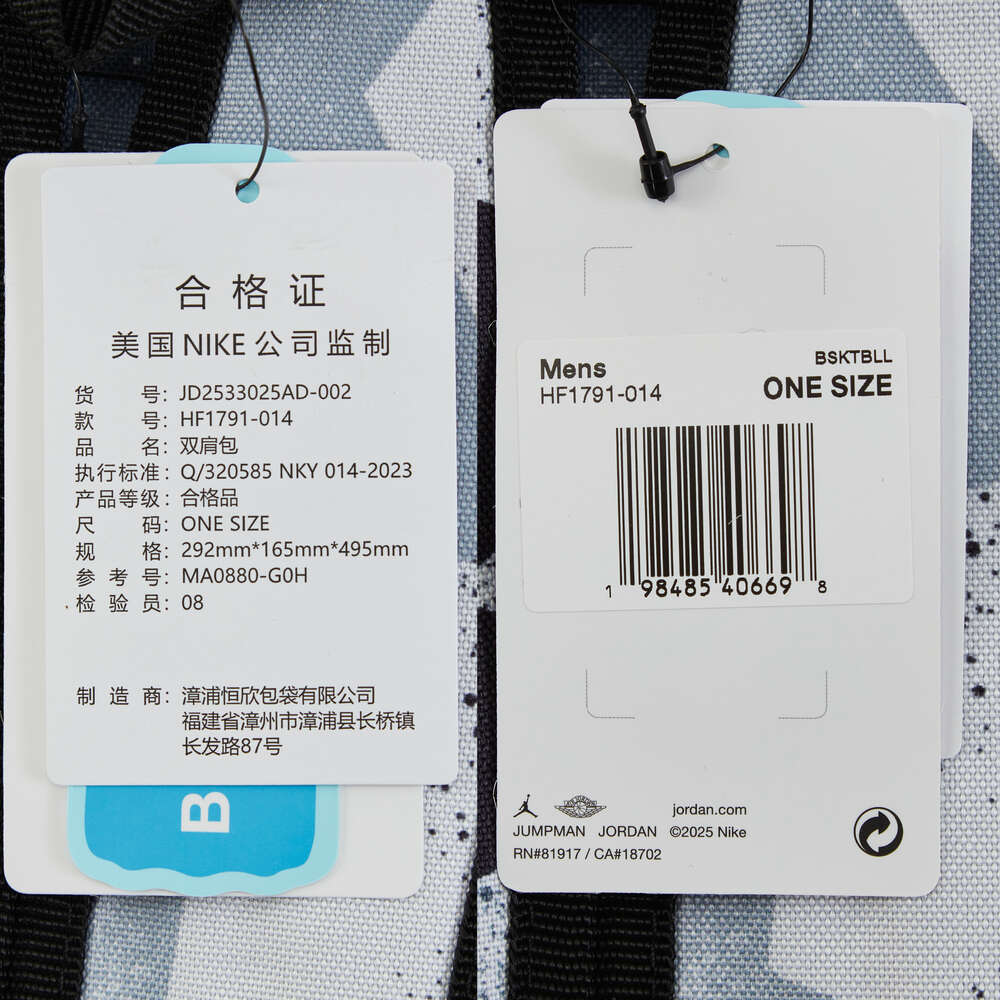 合格证
美国NIKE公司监制
货号：JD2533025AD-002
款号：HF1791-014
品名：双肩包
执行标准：Q/320585 NKY 014-2023
产品等级：合格品
尺码：ONE SIZE
规格：292mm*165mm*495mm
参考号：MA0880-G0H
检验员：08
制造商：漳浦恒欣包袋有限公司
福建省漳州市漳浦县长桥镇
长发路87号
B
Mens
HF1791-014
BSKTBLL
ONE SIZE
1 98485 40669 8
JUMPMAN JORDAN
jordan.com
©2025 Nike
RN#81917 / CA#18702